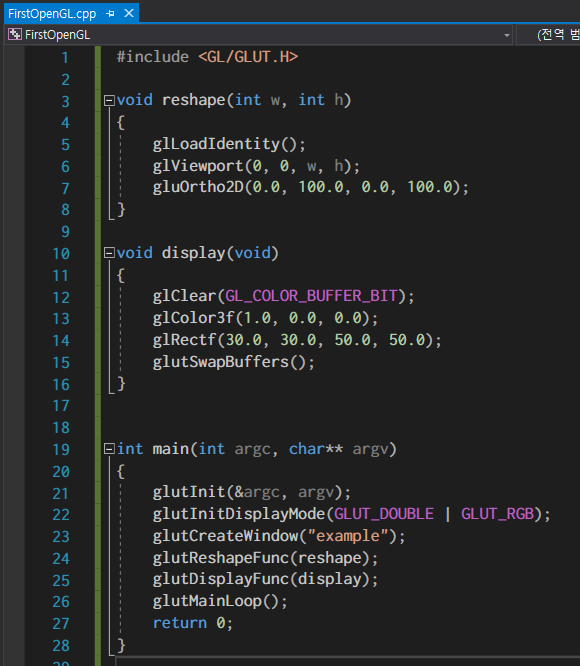 FirstOpenGL.cpp
FirstOpenGL (전역 범
1 #include <GL/GLUT.H>
2
3 void reshape(int w, int h)
4 {
5 glLoadIdentity();
6 glViewport(0, 0, w, h);
7 gluOrtho2D(0.0, 100.0, 0.0, 100.0);
8 }
9
10 void display(void)
11 {
12 glClear(GL_COLOR_BUFFER_BIT);
13 glColor3f(1.0, 0.0, 0.0);
14 glRectf(30.0, 30.0, 50.0, 50.0);
15 glutSwapBuffers();
16 }
17
18
19 int main(int argc, char** argv)
20 {
21 glutInit(&argc, argv);
22 glutInitDisplayMode(GLUT_DOUBLE | GLUT_RGB);
23 glutCreateWindow("example");
24 glutReshapeFunc(reshape);
25 glutDisplayFunc(display);
26 glutMainLoop();
27 return 0;
28 }